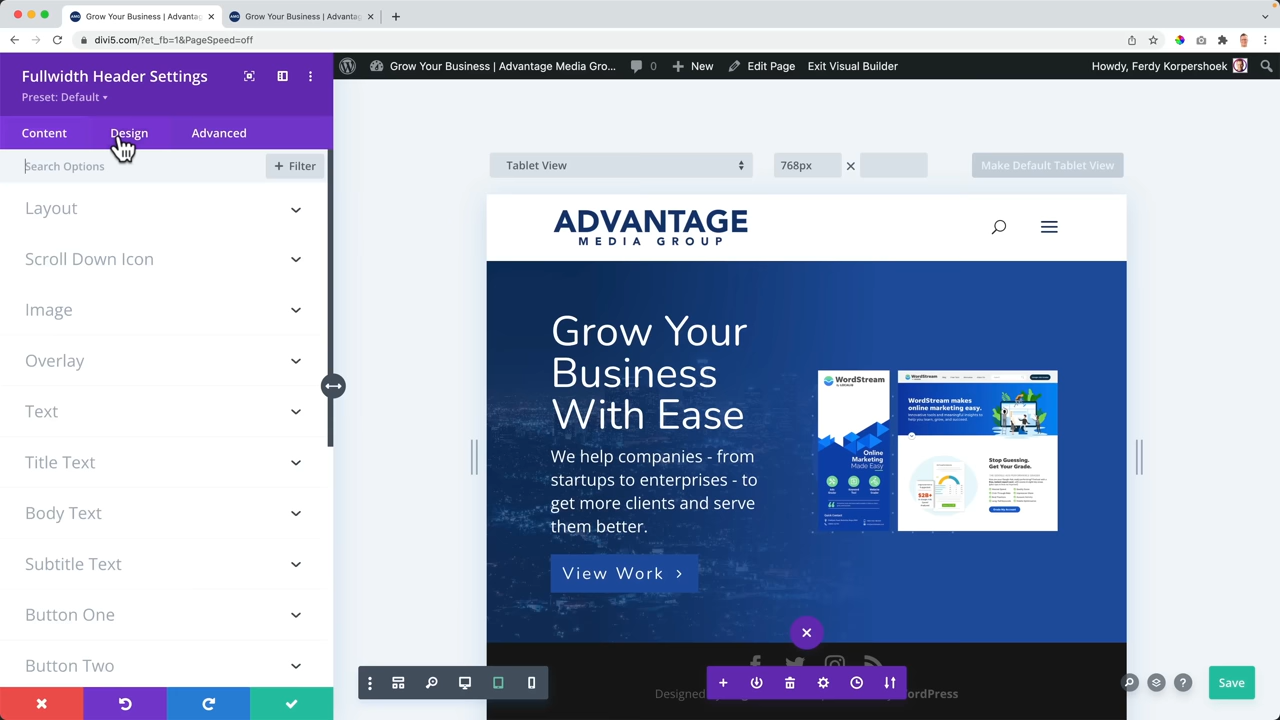 Grow Your Business | Advantag
Grow Your Business | Advantag
divi5.com/?et_fb=1&PageSpeed=off
Grow Your Business | Advantage Media Gro...
0
New
Edit Page
Exit Visual Builder
Howdy, Ferdy Korpershoek
Fullwidth Header Settings
Preset: Default
Content
Design
Advanced
Search Options
+ Filter
Layout
Scroll Down Icon
Image
Overlay
Text
Title Text
Body Text
Subtitle Text
Button One
Button Two
Tablet View
768px
Make Default Tablet View
ADVANTAGE
MEDIA GROUP
Grow Your
Business
With Ease
We help companies - from
startups to enterprises - to
get more clients and serve
them better.
View Work
WordStream
Online
Marketing
Made Easy
WordStream
WordStream makes
online marketing easy.
Stop Guessing.
Get Your Grade.
$28+
Designed
rdPress
Save